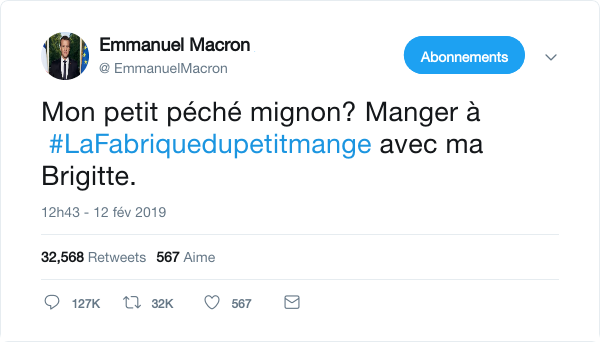 Emmanuel Macron
@ EmmanuelMacron
Abonnements
Mon petit péché mignon? Manger à
#LaFabriquedupetitmange avec ma
Brigitte.
12h43 - 12 fév 2019
32,568 Retweets 567 Aime
127K 32K 567